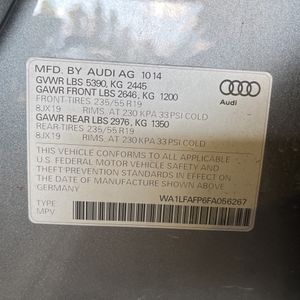 MFD. BY AUDI AG 10 14
GVWR LBS 5390, KG 2445
GAWR FRONT LBS 2646, KG 1200
FRONT-TIRES 235/55 R19
8JX19 RIMS, AT 230 KPA 33 PSI COLD
GAWR REAR LBS 2976, KG 1350
REAR-TIRES 235/55 R19
8JX19 RIMS, AT 230 KPA 33 PSI COLD
THIS VEHICLE CONFORMS TO ALL APPLICABLE
U.S. FEDERAL MOTOR VEHICLE SAFETY AND
THEFT PREVENTION STANDARDS IN EFFECT
ON THE DATE OF MANUFACTURE SHOWN ABOVE
GERMANY
WA1LFAFP6FA056267
TYPE
MPV
Audi